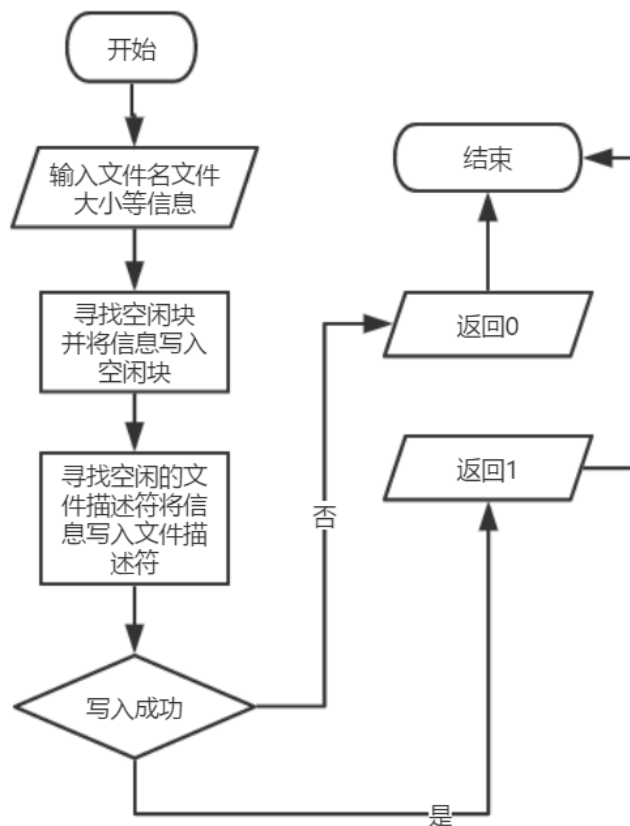 开始
输入文件名文件
大小等信息
寻找空闲块
并将信息写入
空闲块
寻找空闲的文
件描述符将信
息写入文件描
述符
写入成功
否
是
返回1
返回0
结束